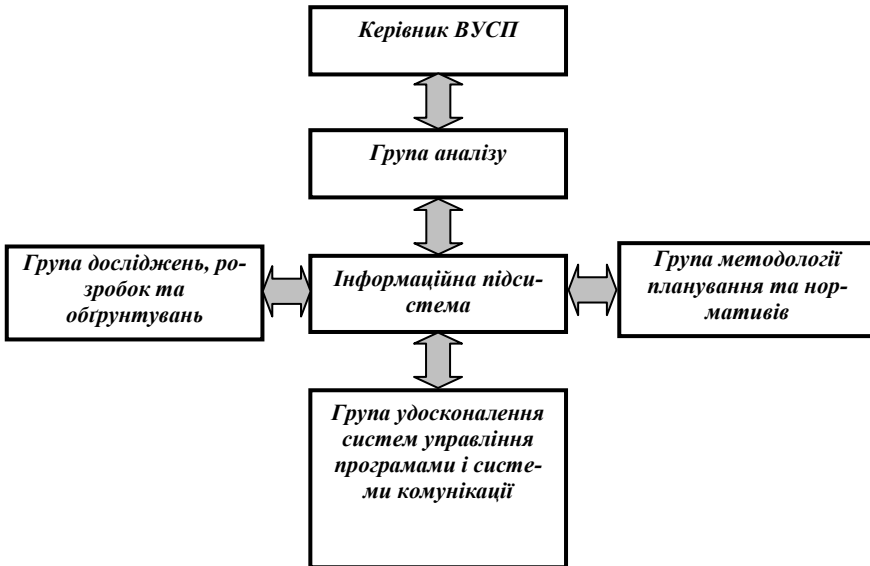 Керівник ВУСП
Група аналізу
Група досліджень, ро-
зробок та
обґрунтувань
Інформаційна підси-
стема
Група методології
планування та нор-
мативів
Група удосконалення
систем управління
програмами і систе-
ми комунікації